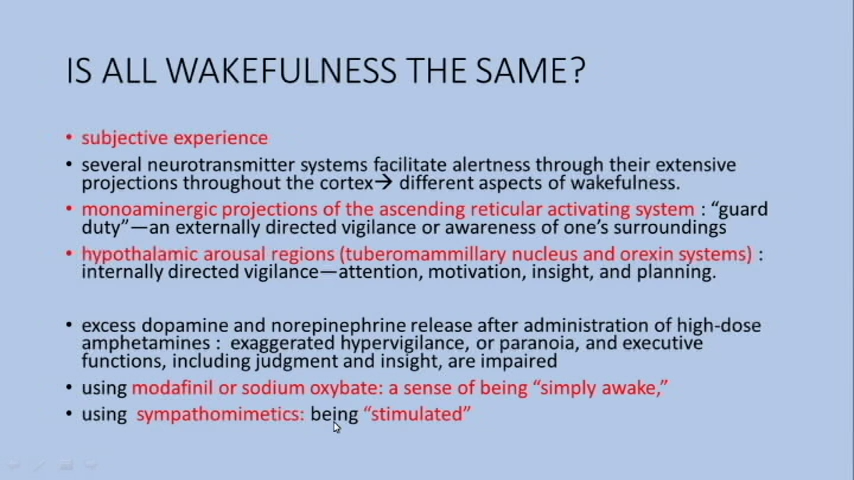 IS ALL WAKEFULNESS THE SAME?
• subjective experience
• several neurotransmitter systems facilitate alertness through their extensive
projections throughout the cortex→ different aspects of wakefulness.
• monoaminergic projections of the ascending reticular activating system : “guard
duty”—an externally directed vigilance or awareness of one’s surroundings
• hypothalamic arousal regions (tuberomammillary nucleus and orexin systems) :
internally directed vigilance—attention, motivation, insight, and planning.
• excess dopamine and norepinephrine release after administration of high-dose
amphetamines : exaggerated hypervigilance, or paranoia, and executive
functions, including judgment and insight, are impaired
• using modafinil or sodium oxybate: a sense of being “simply awake,”
• using sympathomimetics: being “stimulated”